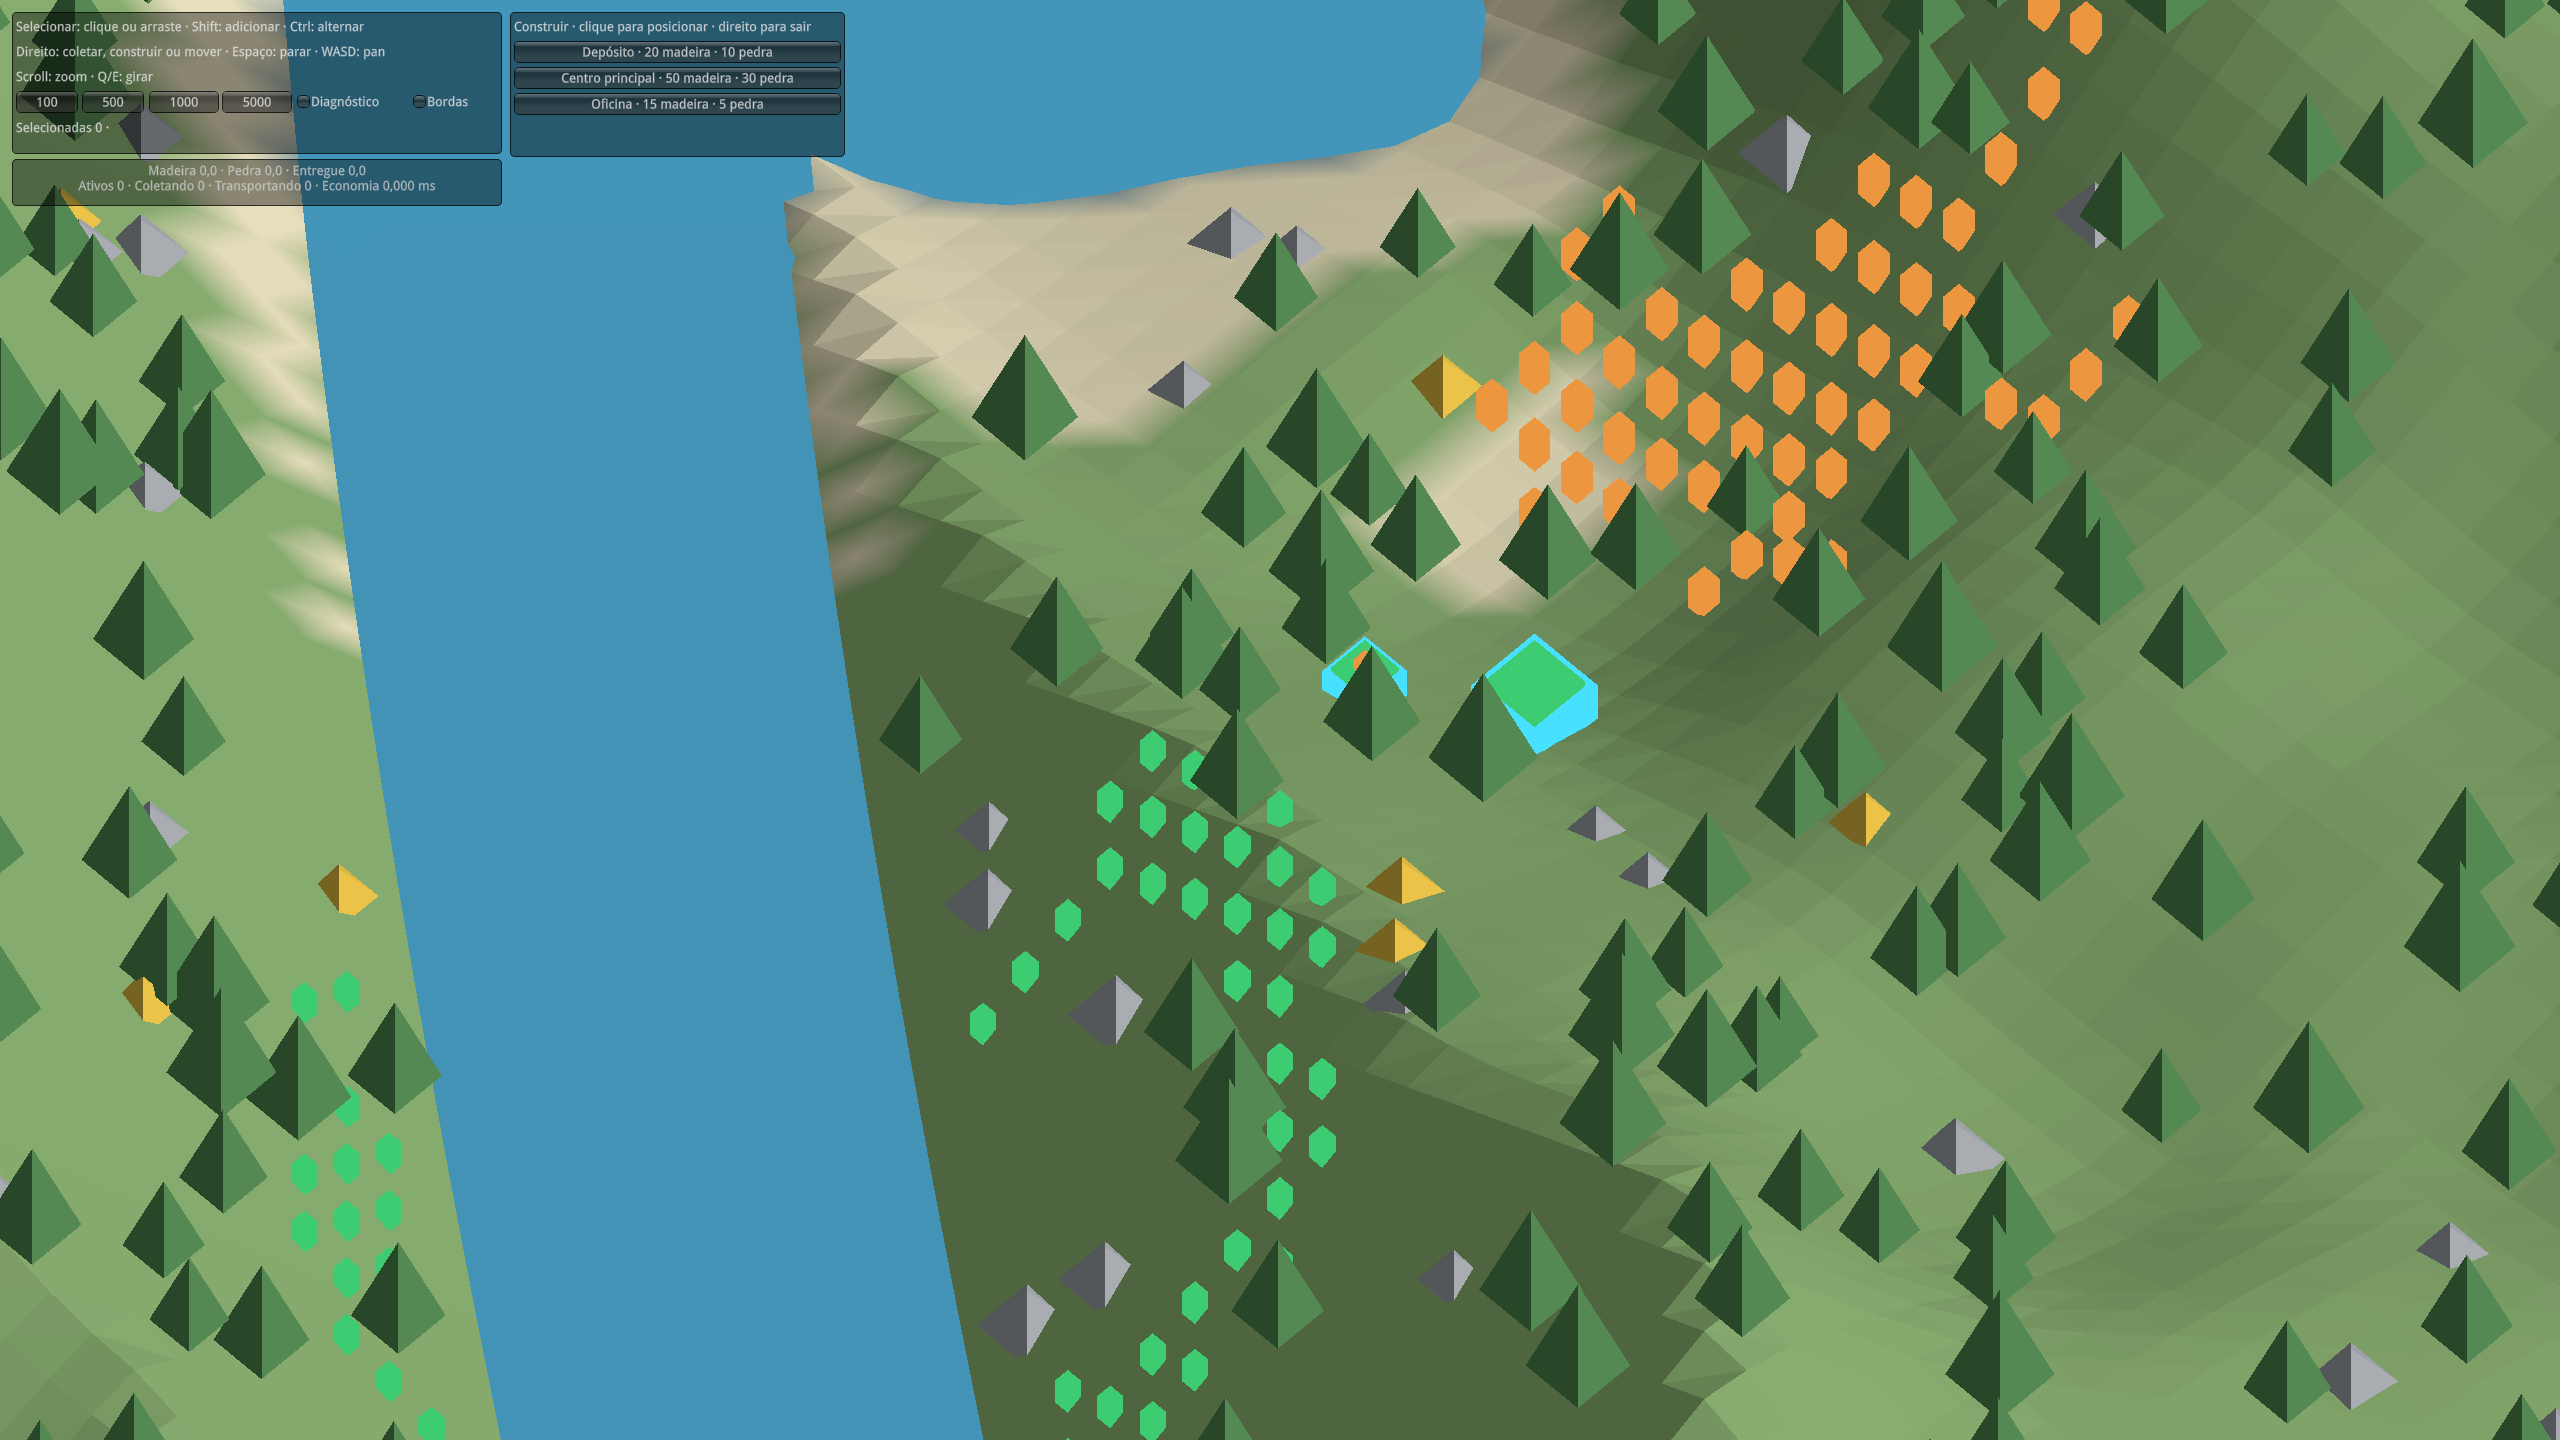 Selecionar: clique ou arraste · Shift: adicionar · Ctrl: alternar
Direito: coletar, construir ou mover · Espaço: parar · WASD: pan
Scroll: zoom · Q/E: girar
100 500 1000 5000 Diagnóstico Bordas
Selecionadas 0 ·
Madeira 0,0 · Pedra 0,0 · Entregue 0,0
Ativos 0 · Coletando 0 · Transportando 0 · Economia 0,000 ms
Construir · clique para posicionar · direito para sair
Depósito · 20 madeira · 10 pedra
Centro principal · 50 madeira · 30 pedra
Oficina · 15 madeira · 5 pedra